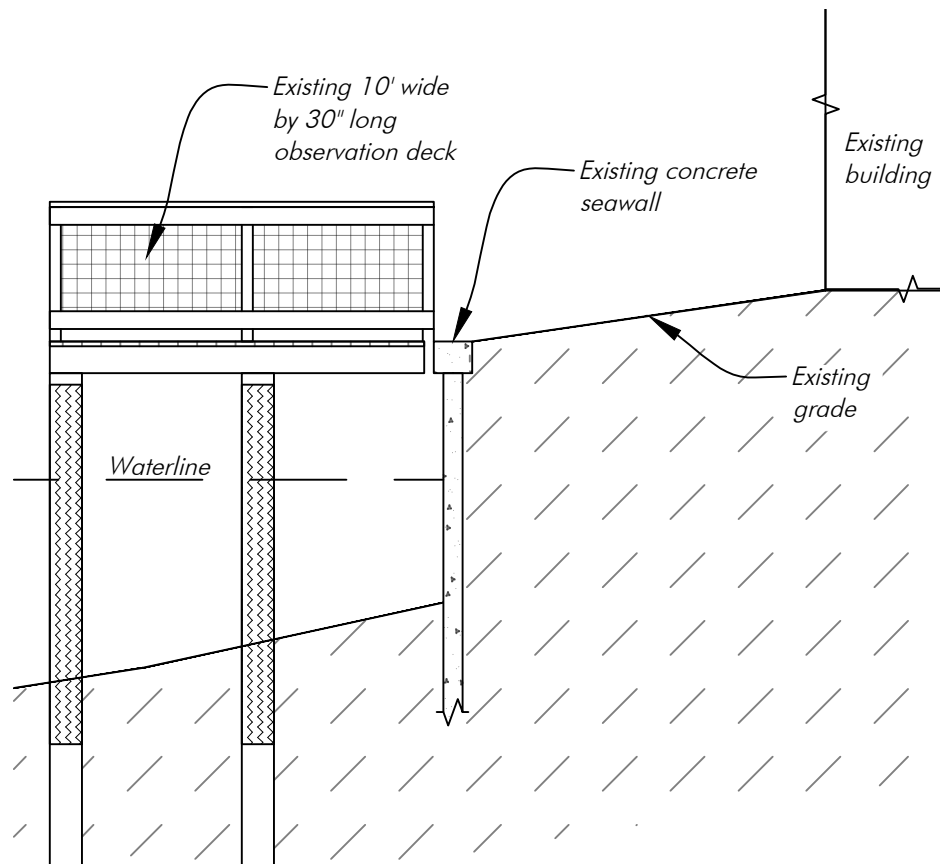 Existing 10' wide
by 30" long
observation deck
Existing concrete
seawall
Existing
building
Existing
grade
Waterline